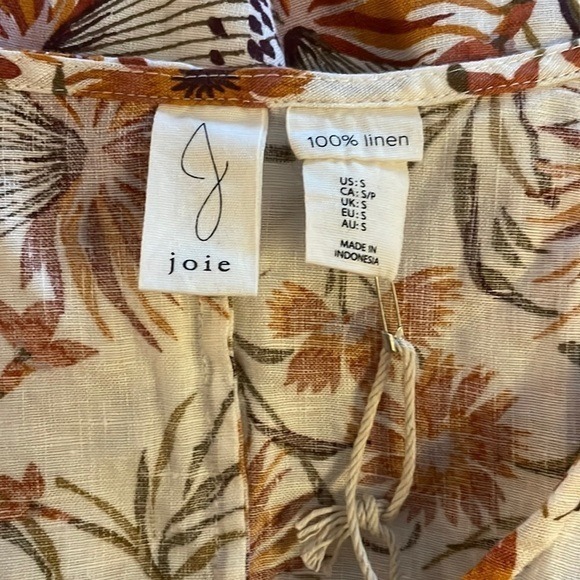 J
joie
100% linen
US: S
CA: S/P
UK: S
EU: S
AU: S
MADE IN
INDONESIA